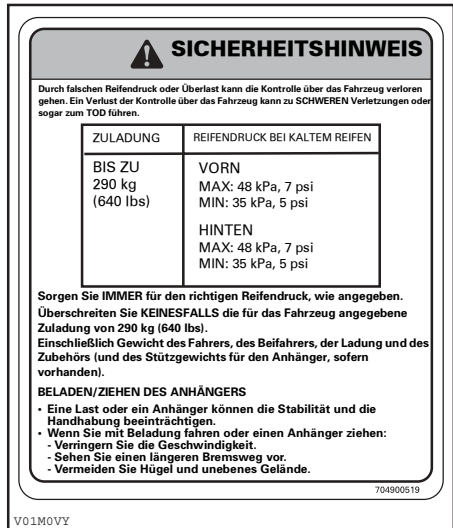 SICHERHEITSHINWEIS
Durch falschen Reifendruck oder Überlast kann die Kontrolle über das Fahrzeug verloren
gehen. Ein Verlust der Kontrolle über das Fahrzeug kann zu SCHWEREN Verletzungen oder
sogar zum TOD führen.
ZULADUNG
REIFENDRUCK BEI KALTEM REIFEN
BIS ZU
290 kg
(640 lbs)
VORN
MAX: 48 kPa, 7 psi
MIN: 35 kPa, 5 psi
HINTEN
MAX: 48 kPa, 7 psi
MIN: 35 kPa, 5 psi
Sorgen Sie IMMER für den richtigen Reifendruck, wie angegeben.
Überschreiten Sie KEINESFALLS die für das Fahrzeug angegebene
Zuladung von 290 kg (640 lbs).
Einschließlich Gewicht des Fahrers, des Beifahrers, der Ladung und des
Zubehörs (und des Stützgewichts für den Anhänger, sofern
vorhanden).
BELADEN/ZIEHEN DES ANHÄNGERS
• Eine Last oder ein Anhänger können die Stabilität und die
Handhabung beeinträchtigen.
• Wenn Sie mit Beladung fahren oder einen Anhänger ziehen:
- Verringern Sie die Geschwindigkeit.
- Sehen Sie einen längeren Bremsweg vor.
- Vermeiden Sie Hügel und unebenes Gelände.
704900519
V01M0VY